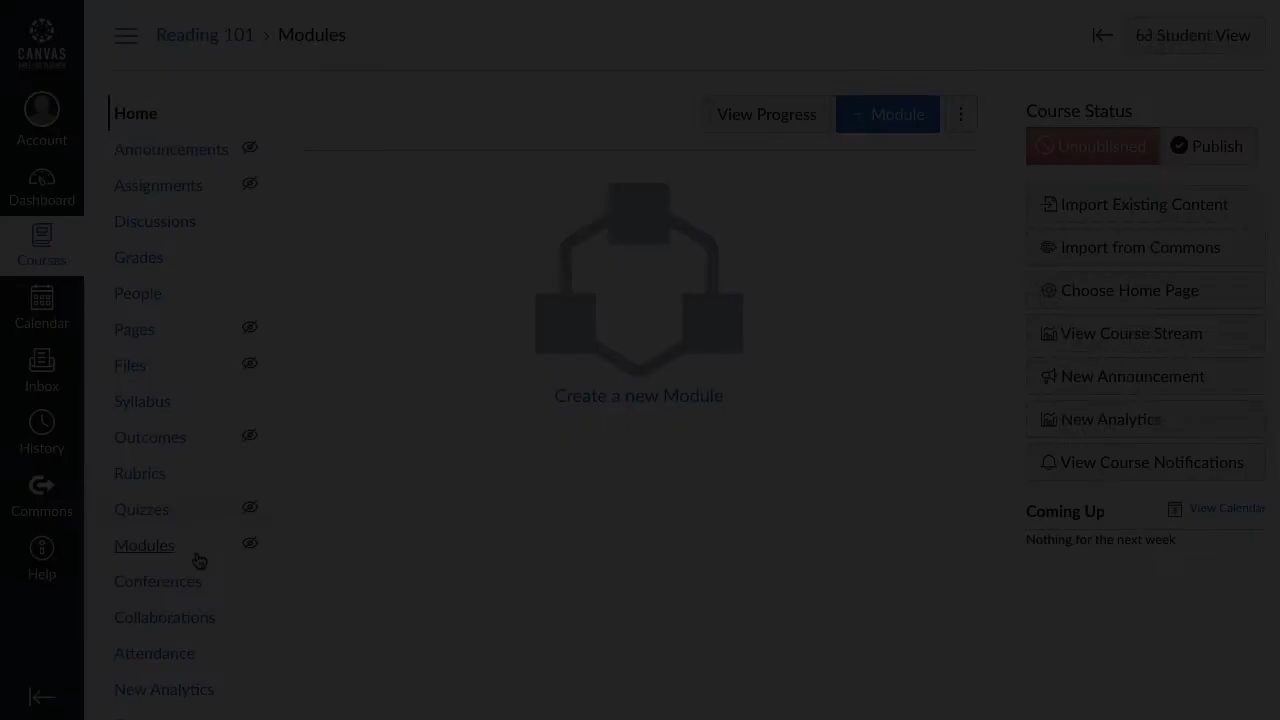 CANVAS
Account
Dashboard
Courses
Calendar
Inbox
History
Commons
Help
Reading 101 › Modules
Student View
Home
Announcements
Assignments
Discussions
Grades
People
Pages
Files
Syllabus
Outcomes
Rubrics
Quizzes
Modules
Conferences
Collaborations
Attendance
New Analytics
View Progress
+ Module
Create a new Module
Course Status
Unpublished
Publish
Import Existing Content
Import from Commons
Choose Home Page
View Course Stream
New Announcement
New Analytics
View Course Notifications
Coming Up
View Calendar
Nothing for the next week